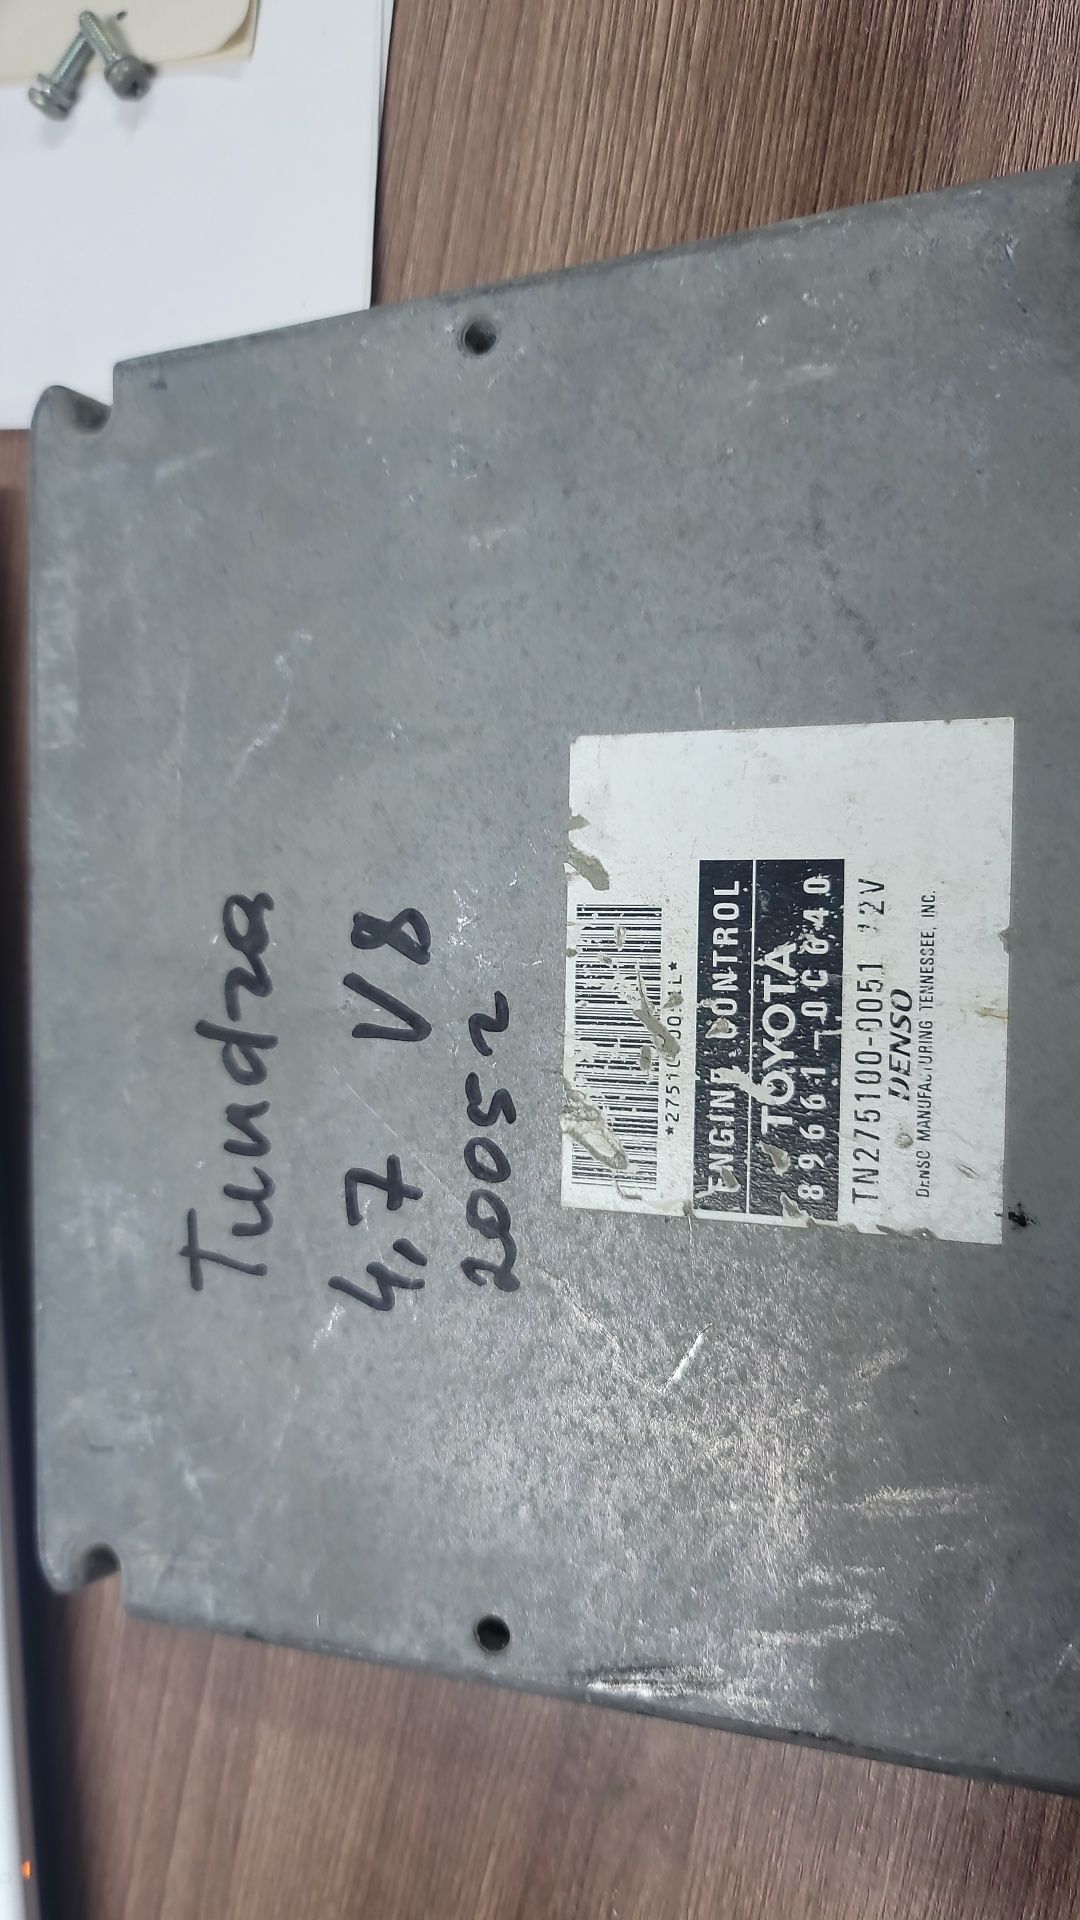 Tundra
4,7 V8
2005г
ENGINE CONTROL
TOYOTA
89661-0C640
TN275100-0051 12V
DENSO
DENSO MANUFACTURING TENNESSEE, INC.